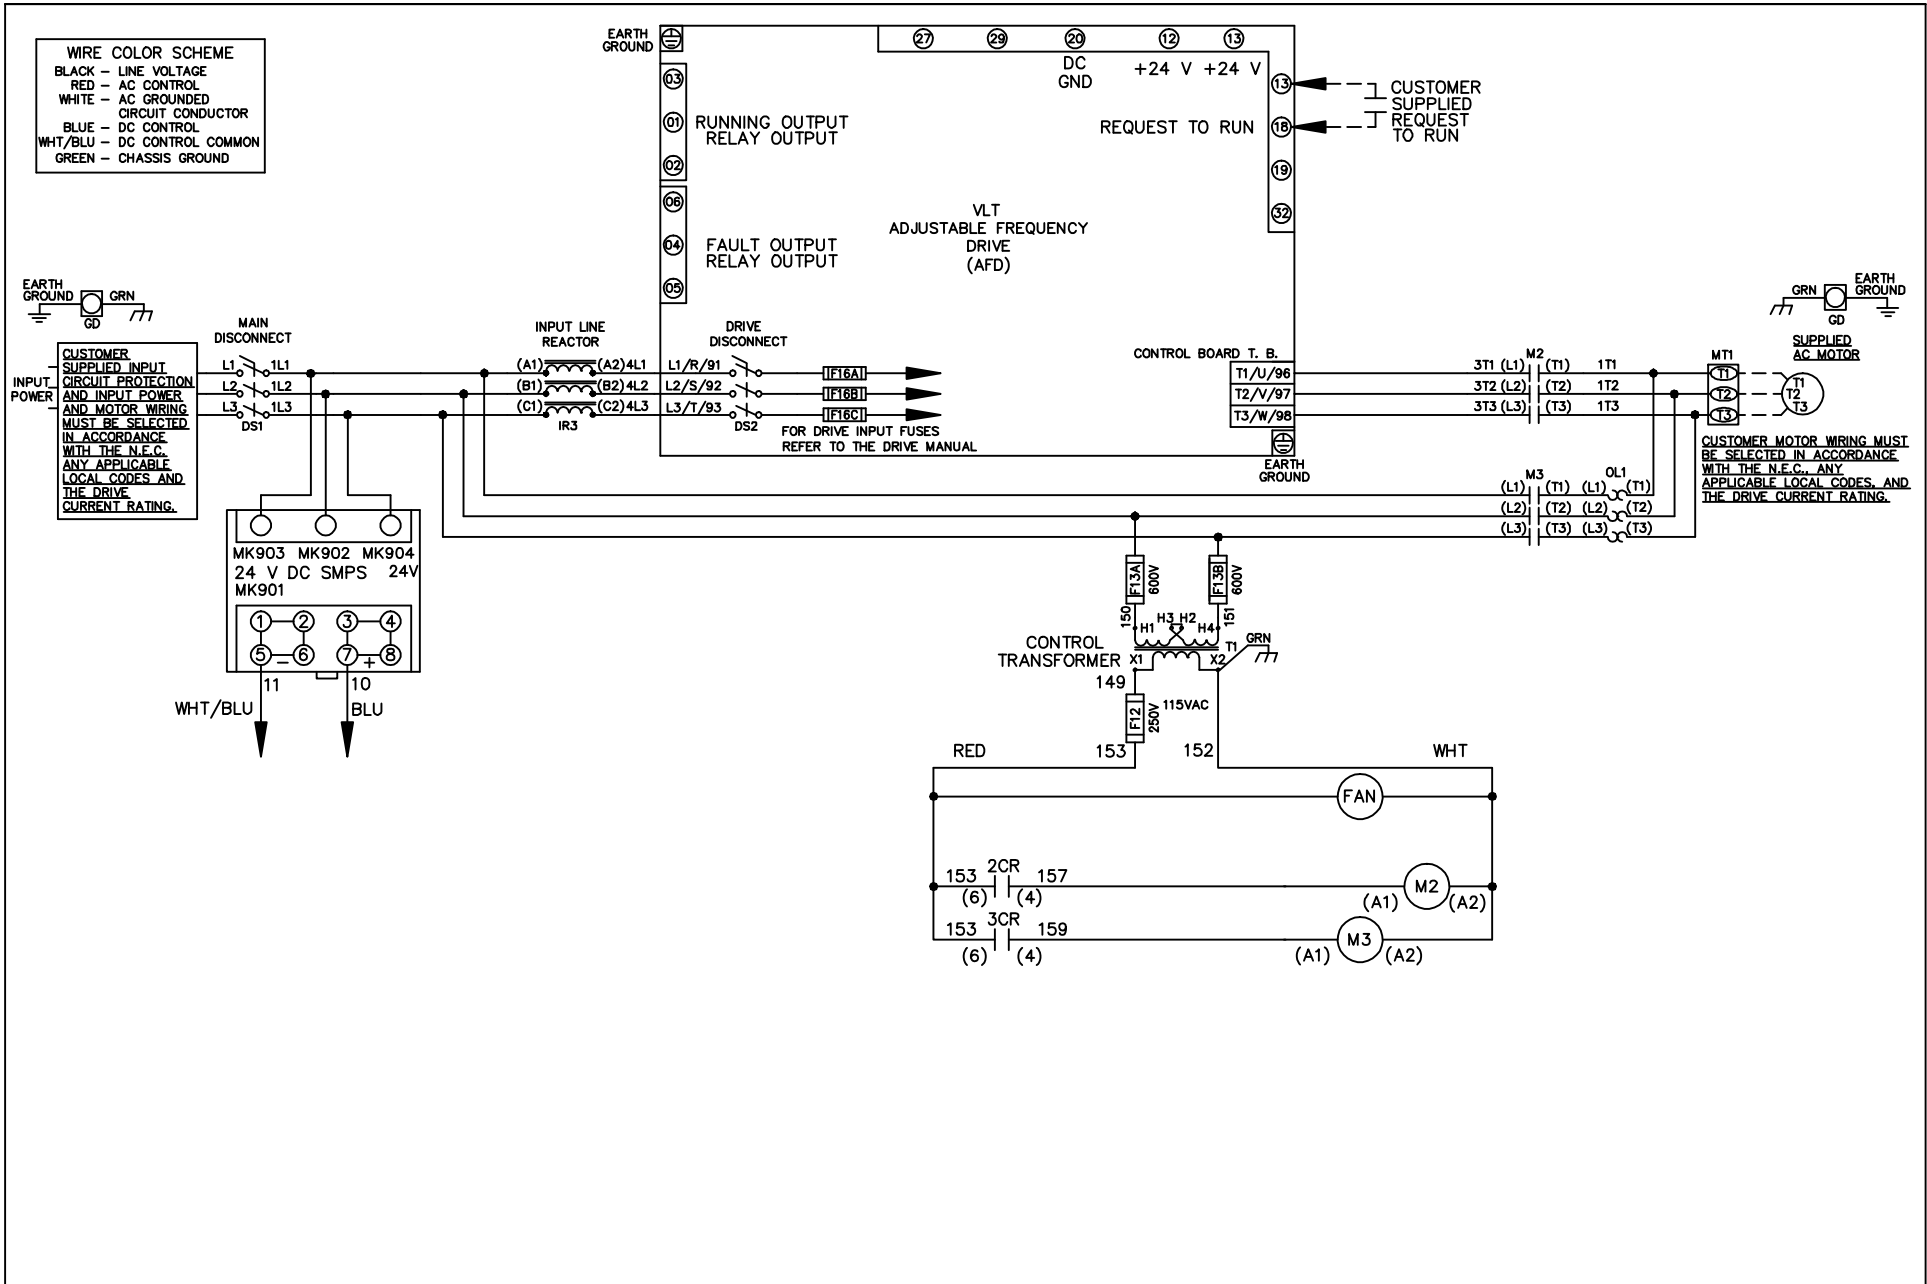 WIRE COLOR SCHEME
BLACK – LINE VOLTAGE
RED – AC CONTROL
WHITE – AC GROUNDED
CIRCUIT CONDUCTOR
BLUE – DC CONTROL
WHT/BLU – DC CONTROL COMMON
GREEN – CHASSIS GROUND
EARTH
GROUND
27 29 20 12 13
DC
GND
+24 V +24 V
03
01
02
RUNNING OUTPUT
RELAY OUTPUT
06
04
05
FAULT OUTPUT
RELAY OUTPUT
VLT
ADJUSTABLE FREQUENCY
DRIVE
(AFD)
13
REQUEST TO RUN 18
19
32
CUSTOMER
SUPPLIED
REQUEST
TO RUN
EARTH
GROUND
GRN
GD
INPUT
POWER
CUSTOMER
SUPPLIED INPUT
CIRCUIT PROTECTION
AND INPUT POWER
AND MOTOR WIRING
MUST BE SELECTED
IN ACCORDANCE
WITH THE N.E.C.
ANY APPLICABLE
LOCAL CODES AND
THE DRIVE
CURRENT RATING.
MAIN
DISCONNECT
L1 1L1
L2 1L2
L3 1L3
DS1
INPUT LINE
REACTOR
(A1) (A2) 4L1
(B1) (B2) 4L2
(C1) (C2) 4L3
IR3
DRIVE
DISCONNECT
L1/R/91
L2/S/92
L3/T/93
DS2
F16A
F16B
F16C
FOR DRIVE INPUT FUSES
REFER TO THE DRIVE MANUAL
CONTROL BOARD T. B.
T1/U/96
T2/V/97
T3/W/98
EARTH
GROUND
M2
3T1 (L1) (T1) 1T1
3T2 (L2) (T2) 1T2
3T3 (L3) (T3) 1T3
MT1
T1
T2
T3
GRN
EARTH
GROUND
GD
SUPPLIED
AC MOTOR
T1
T2
T3
CUSTOMER MOTOR WIRING MUST
BE SELECTED IN ACCORDANCE
WITH THE N.E.C., ANY
APPLICABLE LOCAL CODES, AND
THE DRIVE CURRENT RATING.
M3 OL1
(L1) (T1) (L1) (T1)
(L2) (T2) (L2) (T2)
(L3) (T3) (L3) (T3)
MK903 MK902 MK904
24 V DC SMPS 24V
MK901
1 2 3 4
5 – 6 7 + 8
11 10
WHT/BLU BLU
F13A 600V F13B 600V
150 151
H1 H3 H2 H4
CONTROL
TRANSFORMER
X1 X2 T1 GRN
149
F12 250V 115VAC
RED 153 152 WHT
FAN
2CR
153 157
(6) (4)
(A1) M2 (A2)
3CR
153 159
(6) (4)
(A1) M3 (A2)